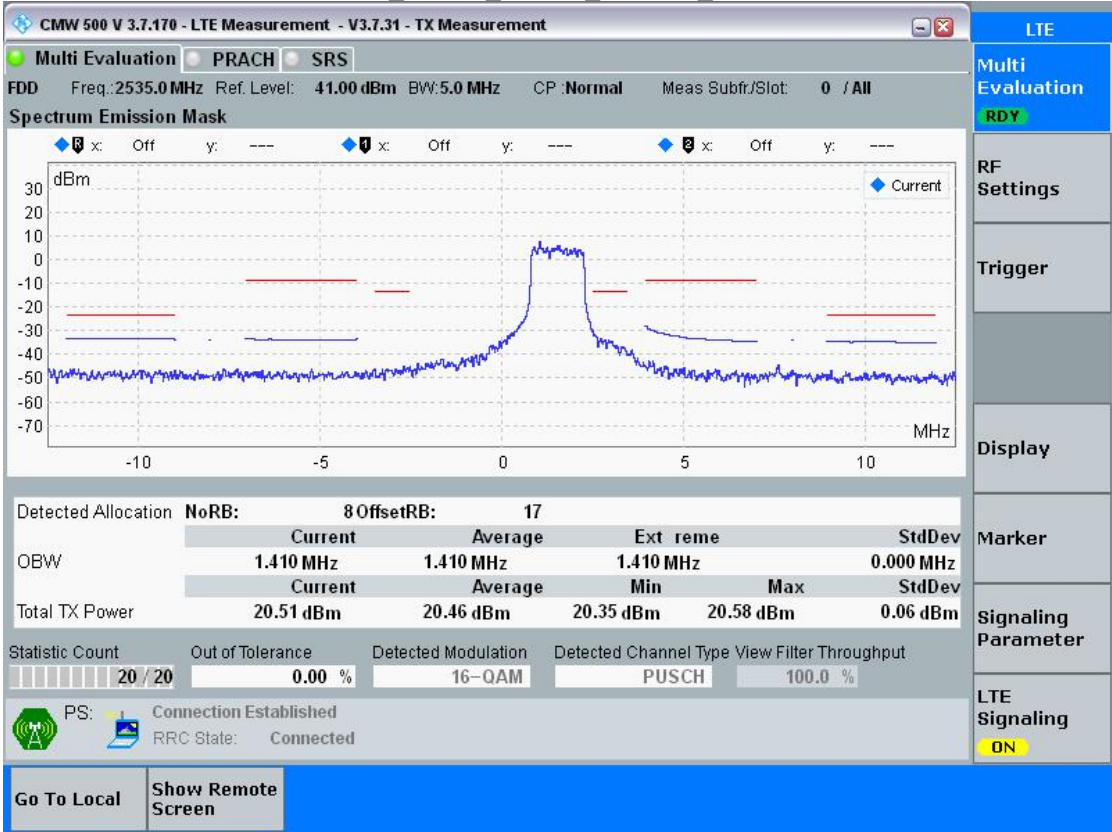 CMW 500 V 3.7.170 - LTE Measurement - V3.7.31 - TX Measurement
LTE
Multi Evaluation PRACH SRS
Multi Evaluation
RDY
FDD Freq.:2535.0 MHz Ref. Level: 41.00 dBm BW:5.0 MHz CP :Normal Meas Subfr./Slot: 0 / All
Spectrum Emission Mask
R x: Off y: --- 1 x: Off y: --- 2 x: Off y: ---
dBm
Current
30
20
10
0
-10
-20
-30
-40
-50
-60
-70
MHz
-10 -5 0 5 10
RF Settings
Trigger
Display
Marker
Signaling Parameter
LTE Signaling
ON
Detected Allocation NoRB: 8 OffsetRB: 17
Current Average Ext reme StdDev
OBW 1.410 MHz 1.410 MHz 1.410 MHz 0.000 MHz
Current Average Min Max StdDev
Total TX Power 20.51 dBm 20.46 dBm 20.35 dBm 20.58 dBm 0.06 dBm
Statistic Count Out of Tolerance Detected Modulation Detected Channel Type View Filter Throughput
20 / 20 0.00 % 16-QAM PUSCH 100.0 %
PS: Connection Established
RRC State: Connected
Go To Local
Show Remote Screen